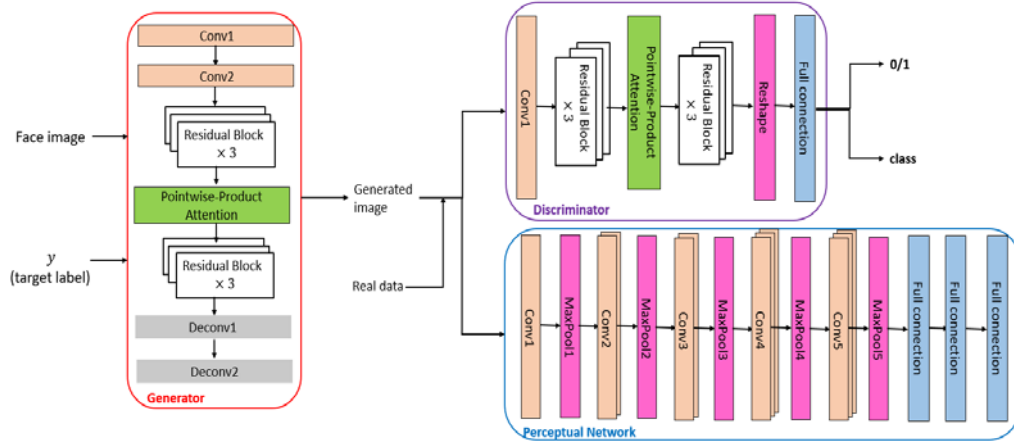 Conv1
Conv2
Residual Block
× 3
Pointwise-Product
Attention
Residual Block
× 3
Deconv1
Deconv2
Generator
Face image
y
(target label)
Generated
image
Real data
Conv1
Residual Block
× 3
Pointwise-Product
Attention
Residual Block
× 3
Reshape
Full connection
Discriminator
0/1
class
Conv1
MaxPool1
Conv2
MaxPool2
Conv3
MaxPool3
Conv4
MaxPool4
Conv5
MaxPool5
Full connection
Full connection
Full connection
Perceptual Network